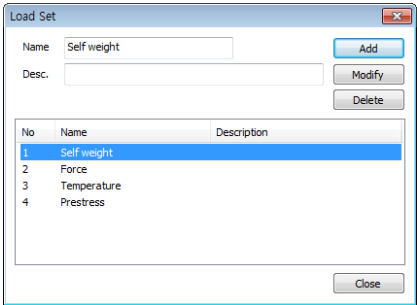 Load Set
Name Self weight Add
Desc. Modify
Delete
No Name Description
1 Self weight
2 Force
3 Temperature
4 Prestress
Close